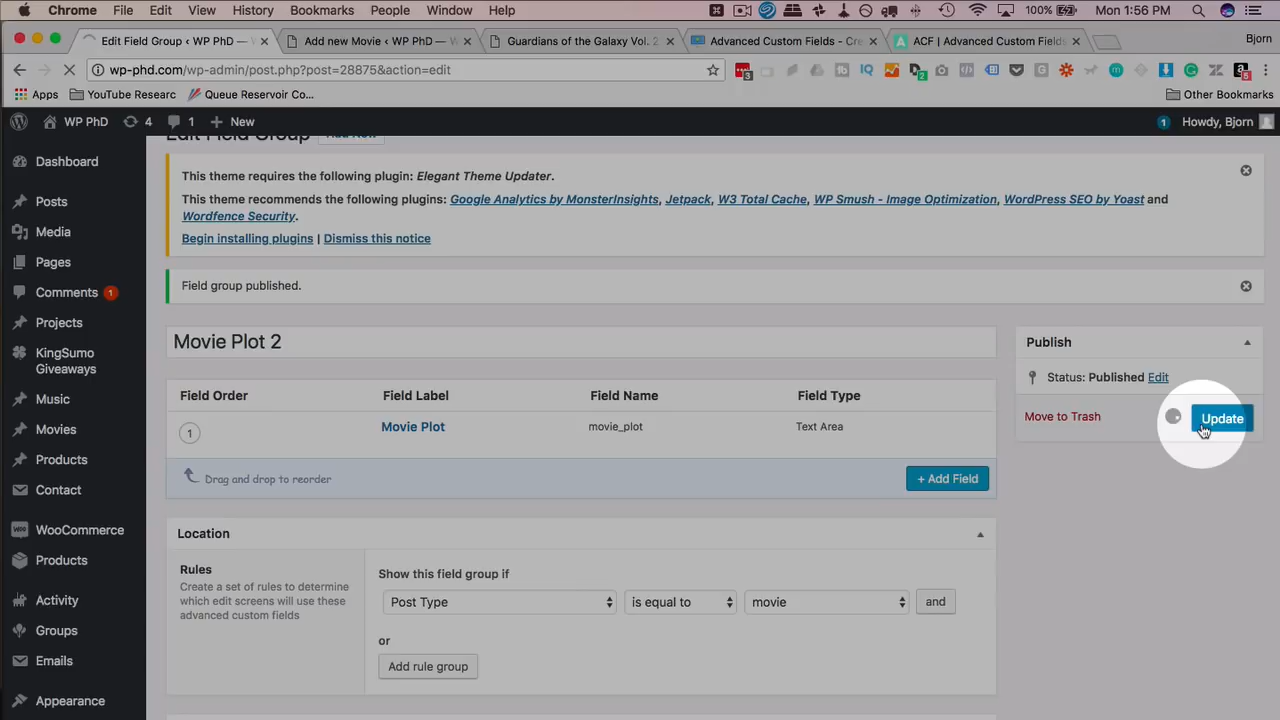 Chrome File Edit View History Bookmarks People Window Help 100% Mon 1:56 PM
Edit Field Group ‹ WP PhD — Add new Movie ‹ WP PhD — W Guardians of the Galaxy Vol. 2 Advanced Custom Fields - Cre ACF | Advanced Custom Fields Bjorn
wp-phd.com/wp-admin/post.php?post=28875&action=edit
Apps YouTube Researc Queue Reservoir Co... Other Bookmarks
WP PhD 4 1 + New 1 Howdy, Bjorn
Edit Field Group Add New
Dashboard
This theme requires the following plugin: Elegant Theme Updater.
Posts
This theme recommends the following plugins: Google Analytics by MonsterInsights, Jetpack, W3 Total Cache, WP Smush - Image Optimization, WordPress SEO by Yoast and
Wordfence Security.
Media
Begin installing plugins | Dismiss this notice
Pages
Comments 1
Field group published.
Projects
Movie Plot 2
Publish
KingSumo
Giveaways
Status: Published Edit
Music
Field Order Field Label Field Name Field Type
Move to Trash Update
Movies
1 Movie Plot movie_plot Text Area
Products
Drag and drop to reorder + Add Field
Contact
WooCommerce
Location
Products
Rules
Create a set of rules to determine
which edit screens will use these
advanced custom fields
Show this field group if
Post Type is equal to movie and
or
Add rule group
Activity
Groups
Emails
Appearance